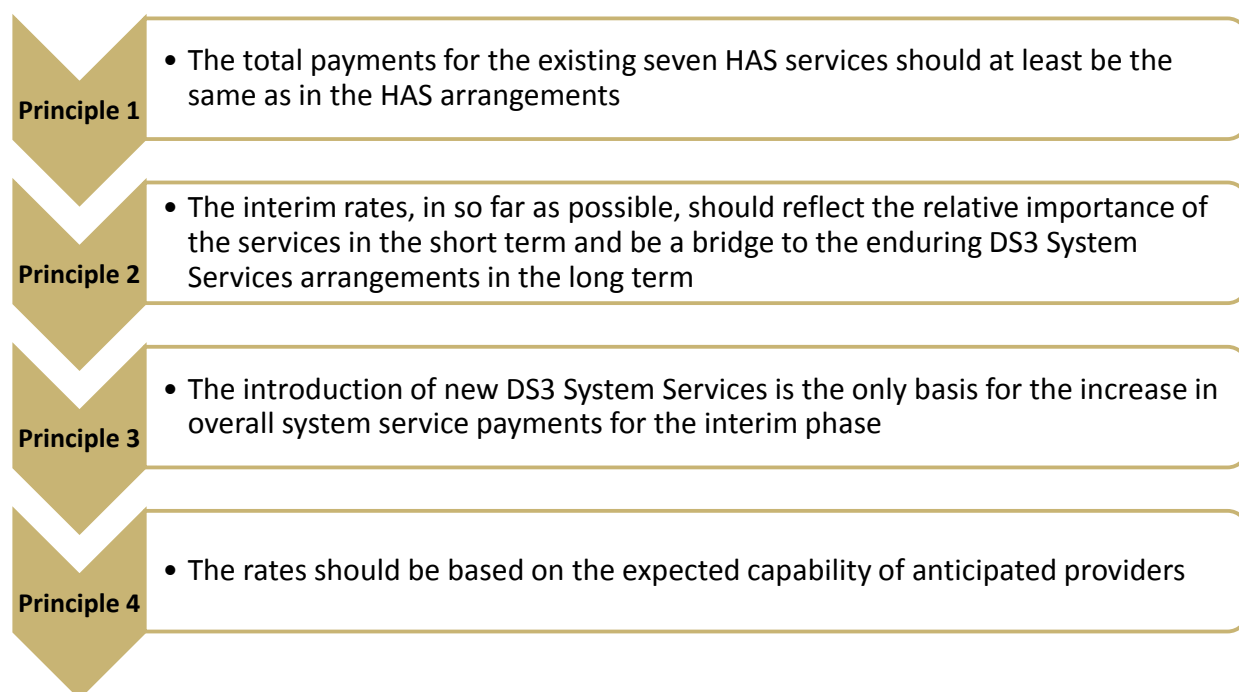 Principle 1
• The total payments for the existing seven HAS services should at least be the
same as in the HAS arrangements
Principle 2
• The interim rates, in so far as possible, should reflect the relative importance of
the services in the short term and be a bridge to the enduring DS3 System
Services arrangements in the long term
Principle 3
• The introduction of new DS3 System Services is the only basis for the increase in
overall system service payments for the interim phase
Principle 4
• The rates should be based on the expected capability of anticipated providers